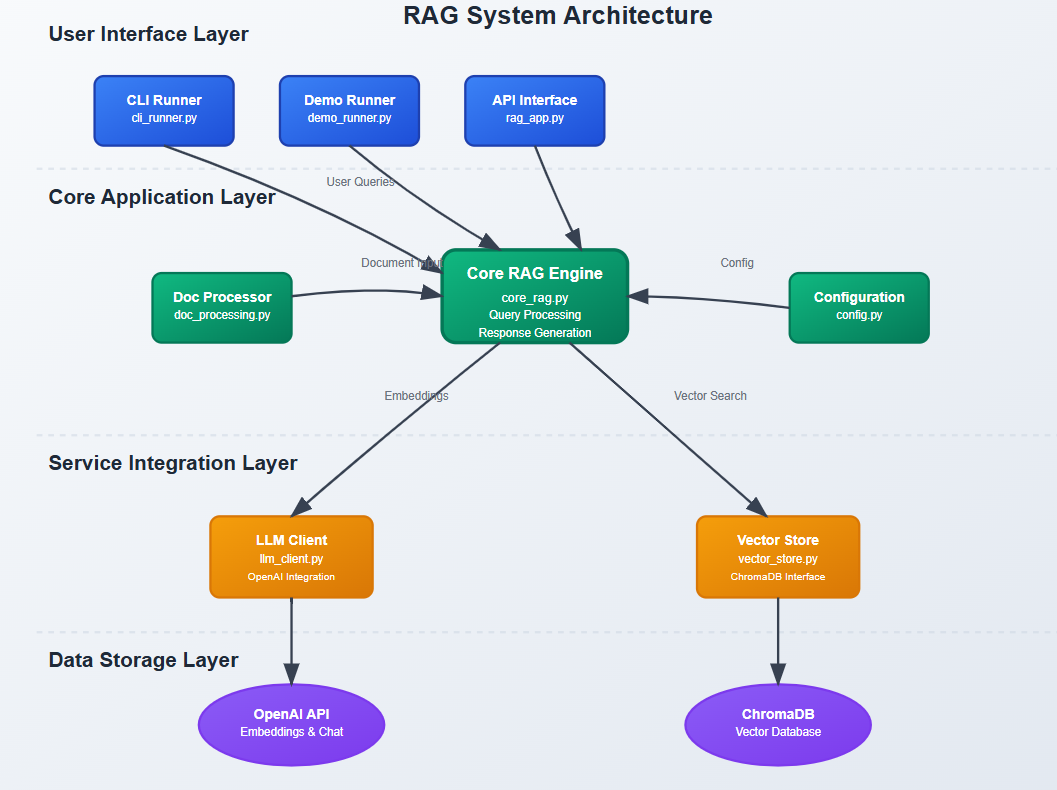 RAG System Architecture
User Interface Layer
CLI Runner
cli_runner.py
Demo Runner
demo_runner.py
API Interface
rag_app.py
User Queries
Core Application Layer
Document Input
Config
Doc Processor
doc_processing.py
Core RAG Engine
core_rag.py
Query Processing
Response Generation
Configuration
config.py
Embeddings
Vector Search
Service Integration Layer
LLM Client
llm_client.py
OpenAI Integration
Vector Store
vector_store.py
ChromaDB Interface
Data Storage Layer
OpenAI API
Embeddings & Chat
ChromaDB
Vector Database